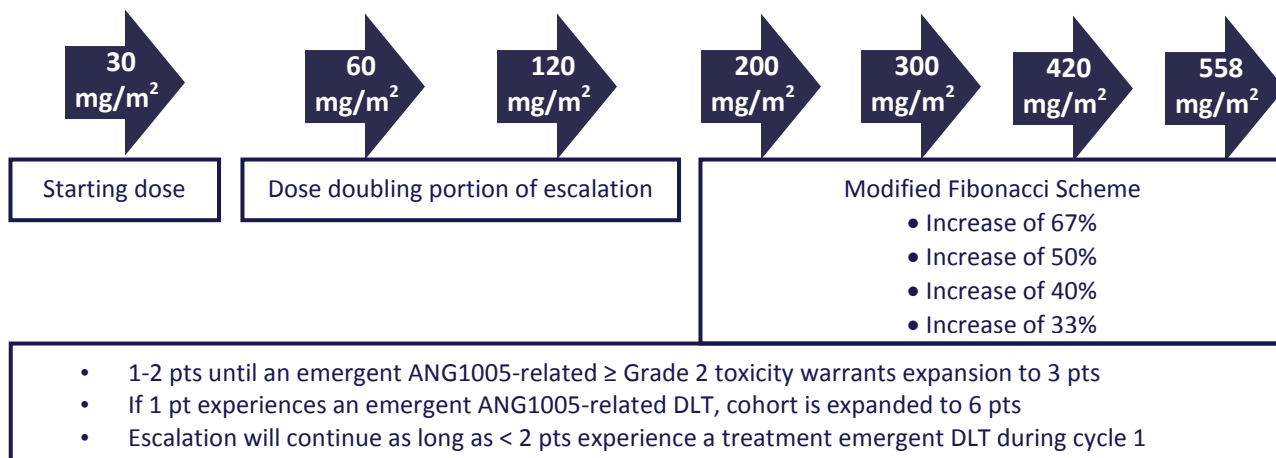 30
mg/m²
60
mg/m²
120
mg/m²
200
mg/m²
300
mg/m²
420
mg/m²
558
mg/m²
Starting dose
Dose doubling portion of escalation
Modified Fibonacci Scheme
• Increase of 67%
• Increase of 50%
• Increase of 40%
• Increase of 33%
• 1-2 pts until an emergent ANG1005-related ≥ Grade 2 toxicity warrants expansion to 3 pts
• If 1 pt experiences an emergent ANG1005-related DLT, cohort is expanded to 6 pts
• Escalation will continue as long as < 2 pts experience a treatment emergent DLT during cycle 1